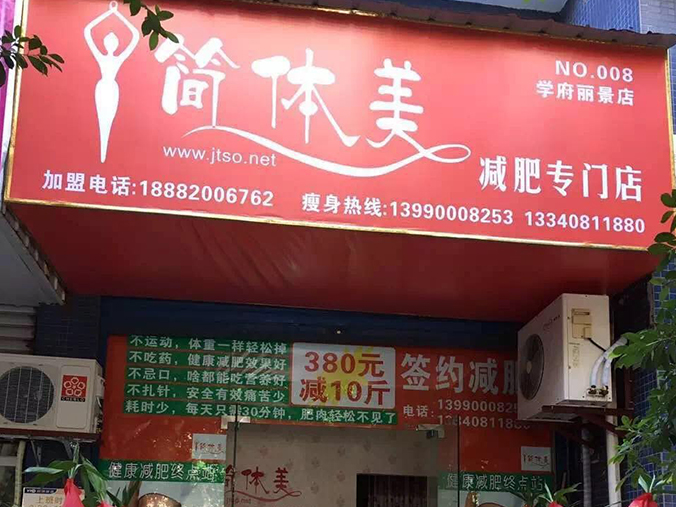 简体美
NO.008
学府丽景店
www.jtso.net
减肥专门店
加盟电话:18882006762
瘦身热线:13990008253 13340811880
不运动，体重一样轻松掉
不吃药，健康减肥效果好
不忌口，啥都能吃营养好
不扎针，安全有效痛苦少
耗时少，每天只需30分钟，肥肉轻松不见了
380元
减10斤
签约减肥
电话：1399000825
1340811880
简体美
健康减肥终点站
简体美
健康减肥终点站